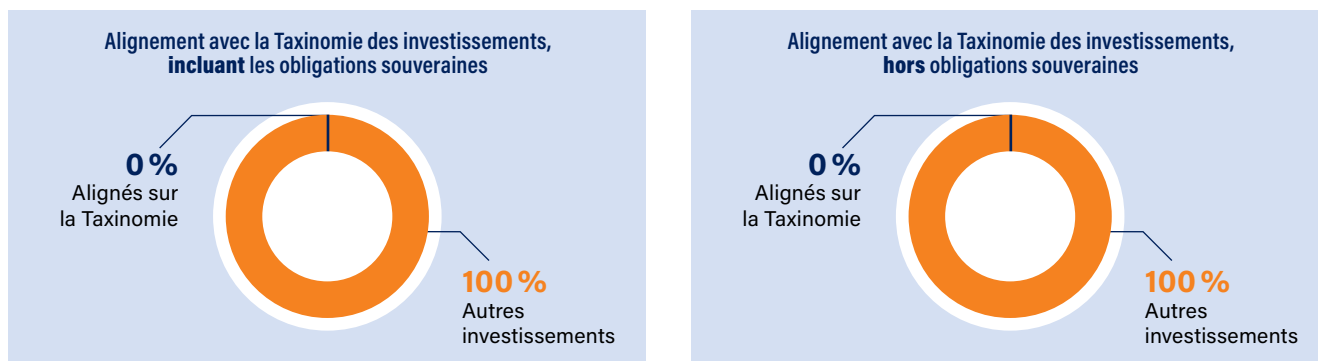 Alignement avec la Taxinomie des investissements,
incluant les obligations souveraines
0 %
Alignés sur
la Taxinomie
100 %
Autres
investissements
Alignement avec la Taxinomie des investissements,
hors obligations souveraines
0 %
Alignés sur
la Taxinomie
100 %
Autres
investissements